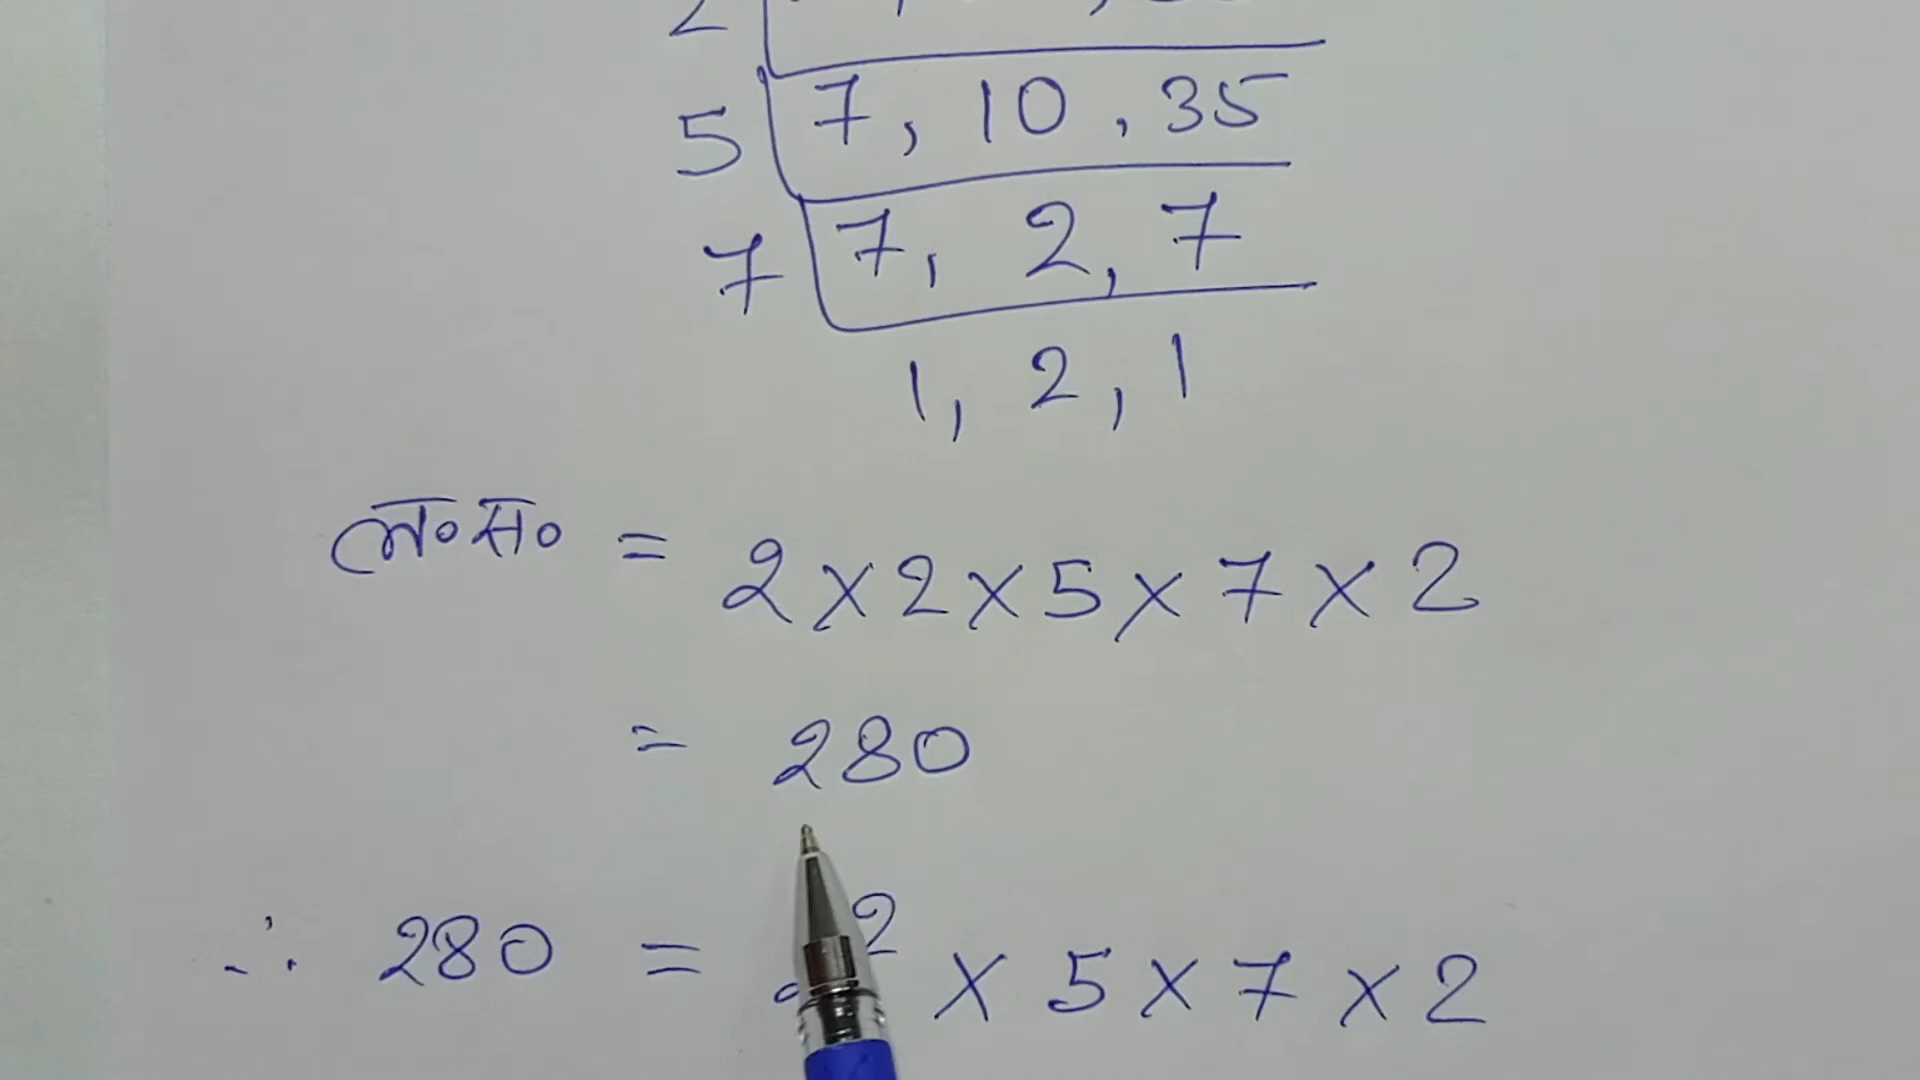 5 7, 10, 35
7 7, 2, 7
1, 2, 1
ल॰स॰ = 2 × 2 × 5 × 7 × 2
= 280
∴ 280 = 2² × 5 × 7 × 2